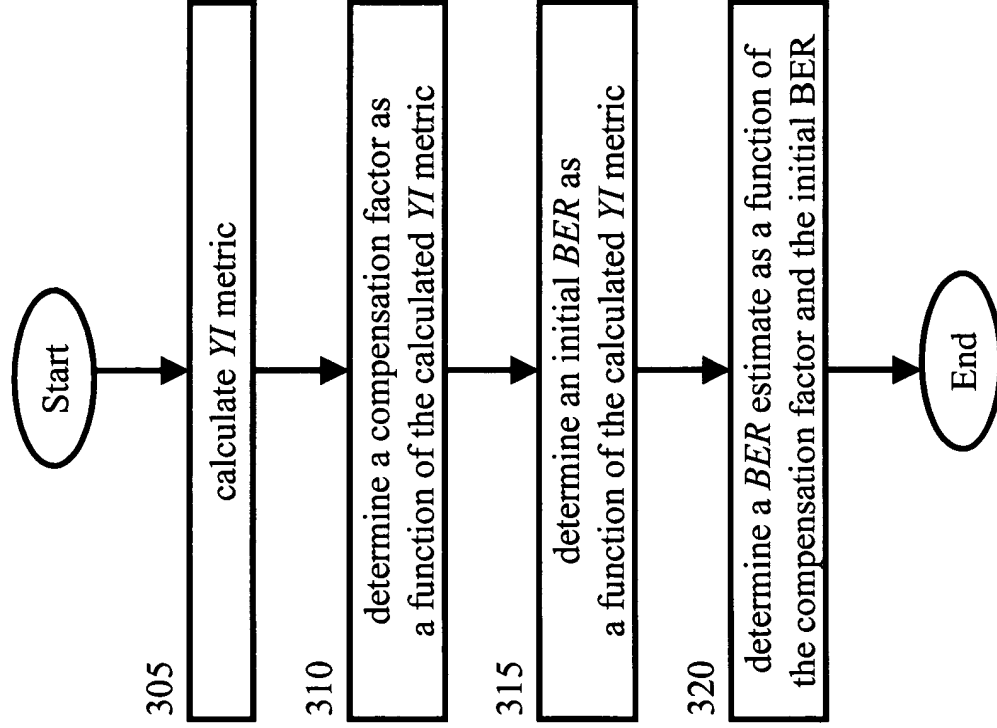 Start
305
calculate YI metric
310
determine a compensation factor as
a function of the calculated YI metric
315
determine an initial BER as
a function of the calculated YI metric
320
determine a BER estimate as a function of
the compensation factor and the initial BER
End